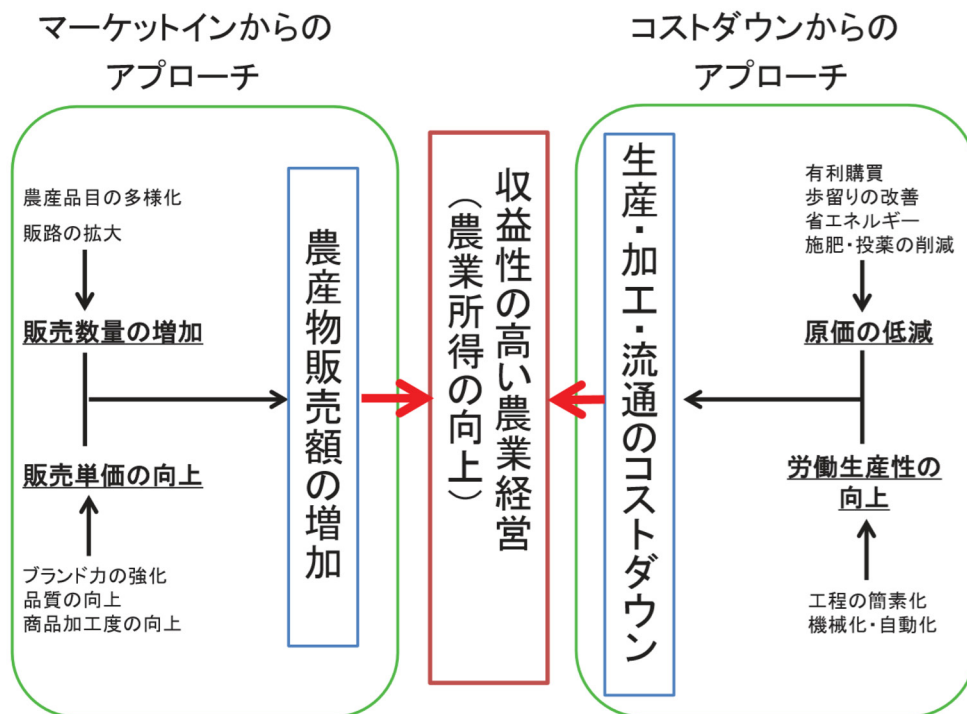 マーケットインからの
アプローチ
農産品目の多様化
販路の拡大
販売数量の増加
販売単価の向上
ブランド力の強化
品質の向上
商品加工度の向上
農産物販売額の増加
収益性の高い農業経営
（農業所得の向上）
コストダウンからの
アプローチ
生産・加工・流通のコストダウン
有利購買
歩留りの改善
省エネルギー
施肥・投薬の削減
原価の低減
労働生産性の
向上
工程の簡素化
機械化・自動化